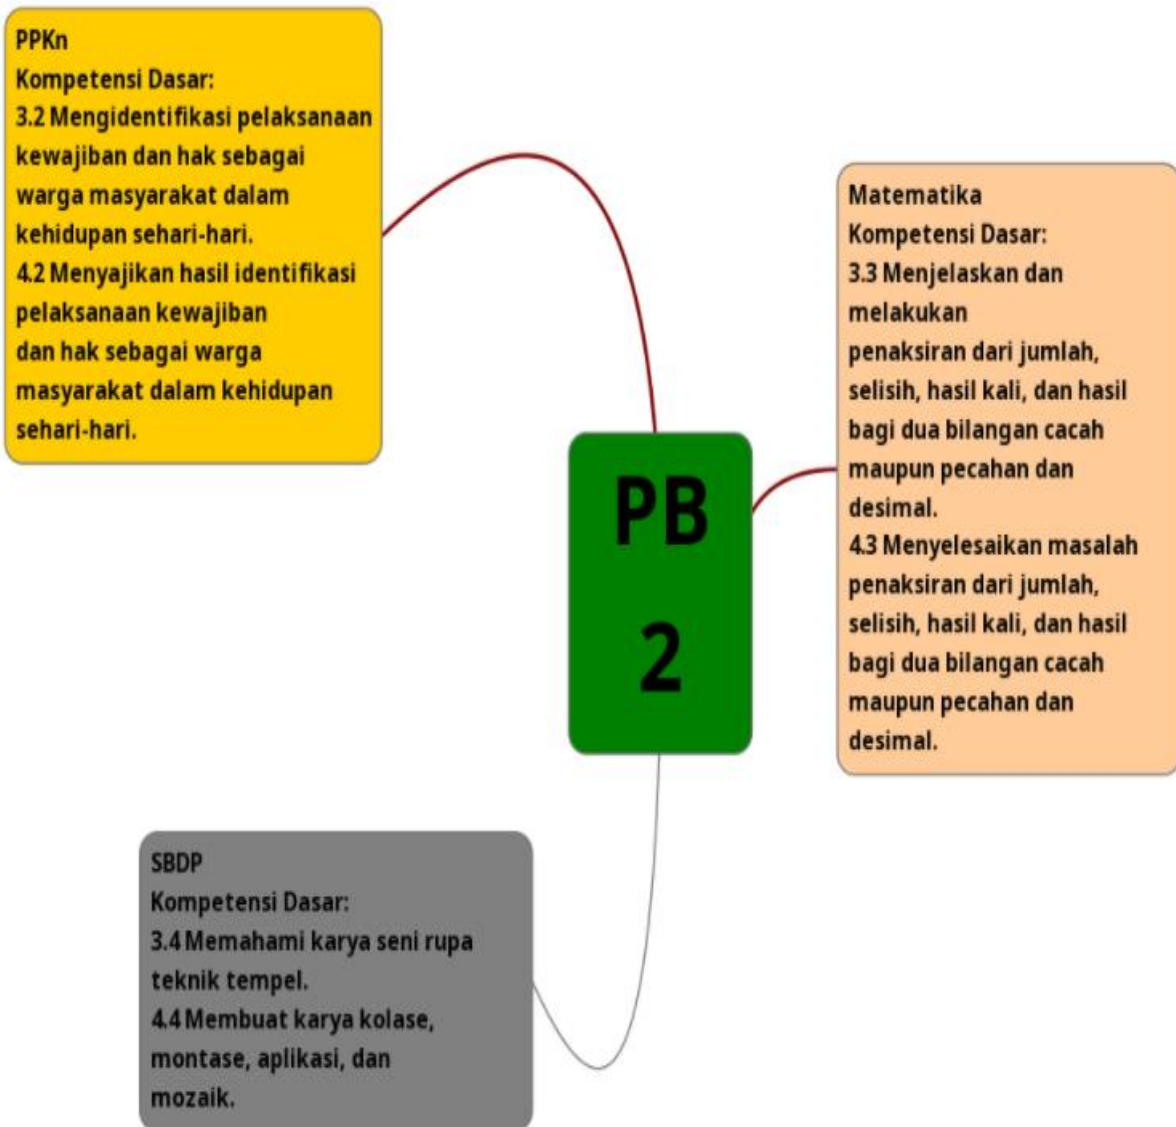 PPKn
Kompetensi Dasar:
3.2 Mengidentifikasi pelaksanaan
kewajiban dan hak sebagai
warga masyarakat dalam
kehidupan sehari-hari.
4.2 Menyajikan hasil identifikasi
pelaksanaan kewajiban
dan hak sebagai warga
masyarakat dalam kehidupan
sehari-hari.
Matematika
Kompetensi Dasar:
3.3 Menjelaskan dan
melakukan
penaksiran dari jumlah,
selisih, hasil kali, dan hasil
bagi dua bilangan cacah
maupun pecahan dan
desimal.
4.3 Menyelesaikan masalah
penaksiran dari jumlah,
selisih, hasil kali, dan hasil
bagi dua bilangan cacah
maupun pecahan dan
desimal.
PB
2
SBDP
Kompetensi Dasar:
3.4 Memahami karya seni rupa
teknik tempel.
4.4 Membuat karya kolase,
montase, aplikasi, dan
mozaik.